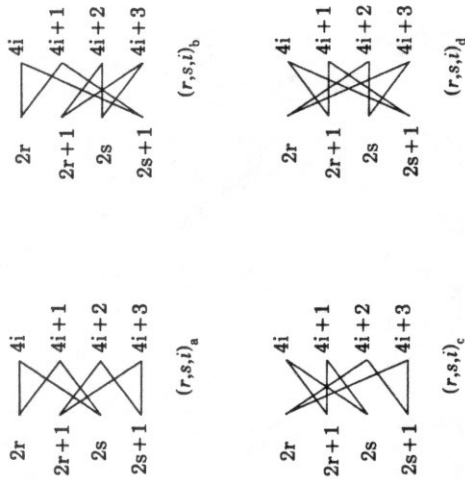 2r 4i
2r + 1 4i + 1
2s 4i + 2
2s + 1 4i + 3
(r,s,i)a
2r 4i
2r + 1 4i + 1
2s 4i + 2
2s + 1 4i + 3
(r,s,i)b
2r 4i
2r + 1 4i + 1
2s 4i + 2
2s + 1 4i + 3
(r,s,i)c
2r 4i
2r + 1 4i + 1
2s 4i + 2
2s + 1 4i + 3
(r,s,i)d